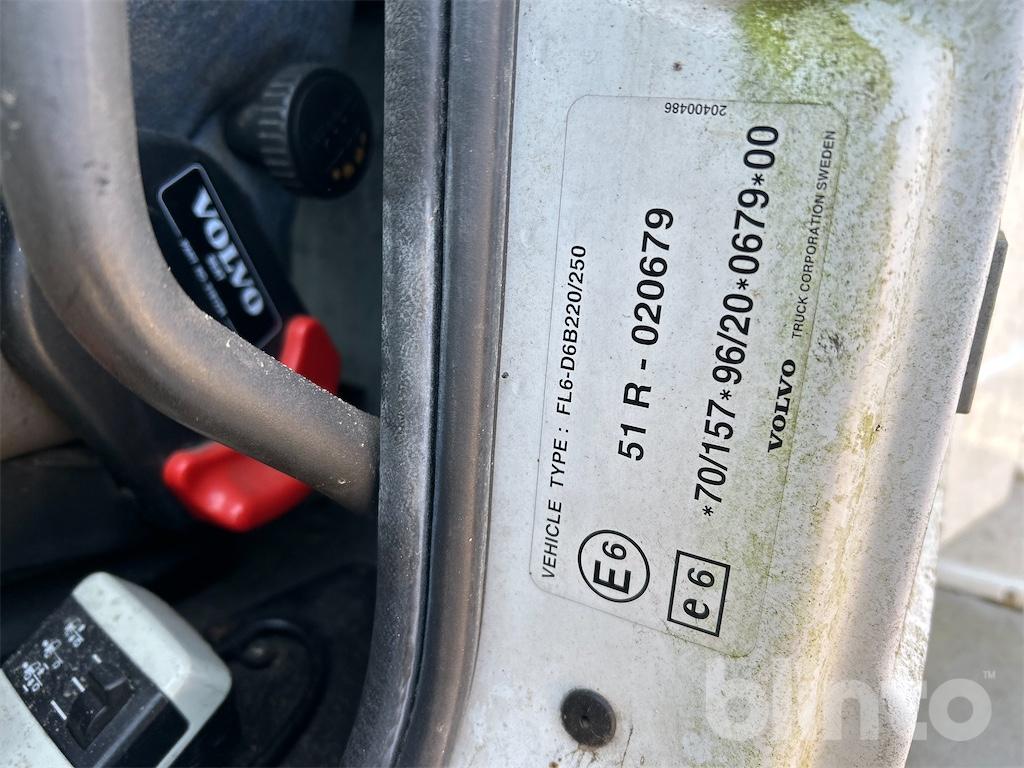 20400486
VEHICLE TYPE : FL6-D6B220/250
E6 51 R - 020679
e6 *70/157*96/20*0679*00
VOLVO TRUCK CORPORATION SWEDEN
VOLVO
blinto™